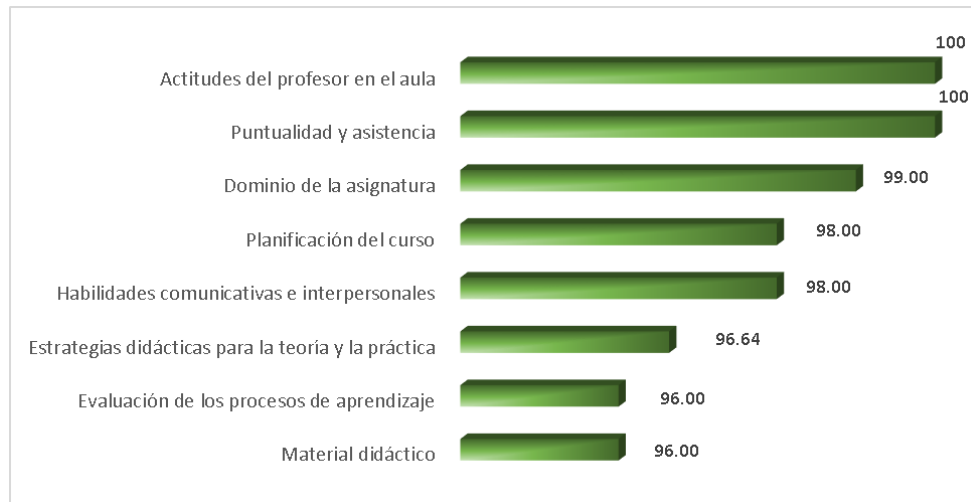 100
Actitudes del profesor en el aula
100
Puntualidad y asistencia
Dominio de la asignatura 99.00
Planificación del curso 98.00
Habilidades comunicativas e interpersonales 98.00
Estrategias didácticas para la teoría y la práctica 96.64
Evaluación de los procesos de aprendizaje 96.00
Material didáctico 96.00